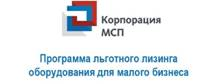 Корпорация
МСП
Программа льготного лизинга
оборудования для малого бизнеса